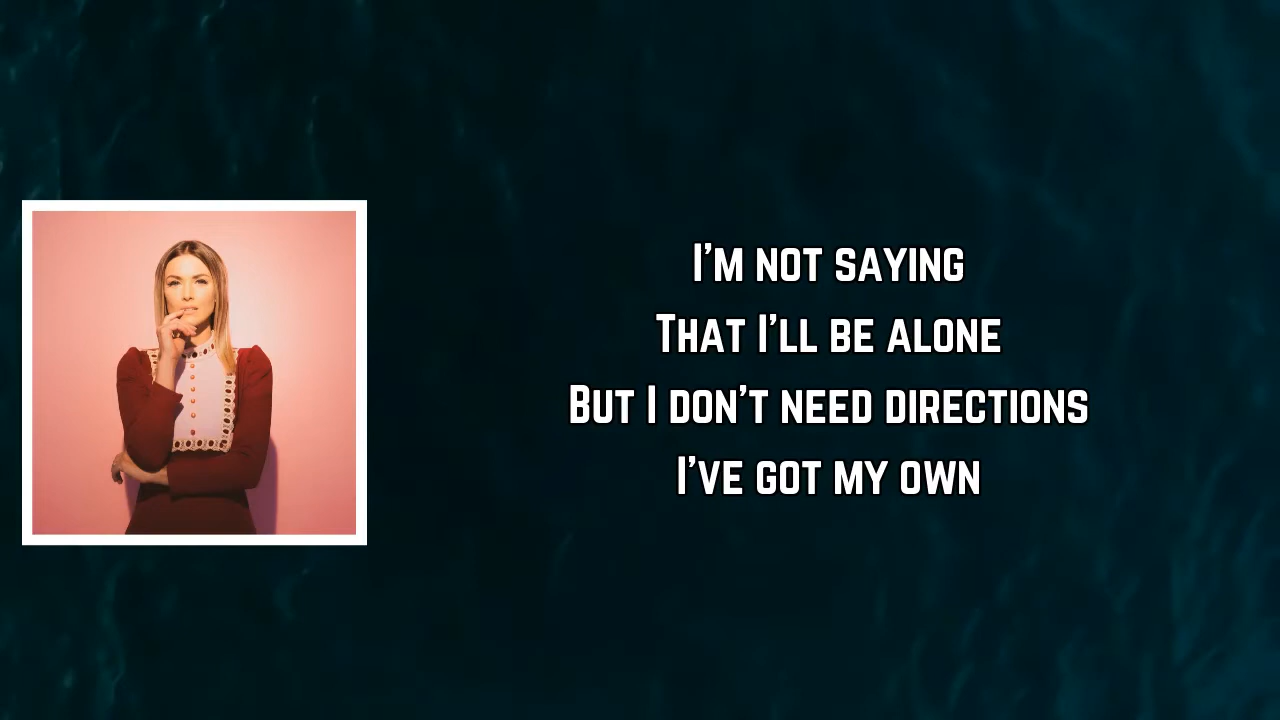 I'm not saying
That I'll be alone
But I don't need directions
I've got my own